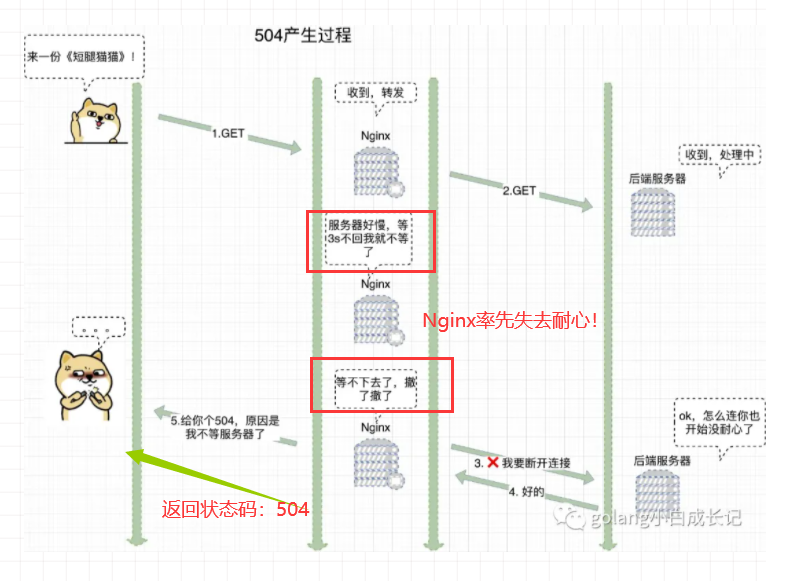 504产生过程
来一份《短腿猫猫》！
收到，转发
Nginx
1.GET
收到，处理中
后端服务器
2.GET
服务器好慢，等
3s不回我就不等
了
Nginx
Nginx率先失去耐心！
。。。
等不下去了，撤
了撤了
Nginx
5.给你个504，原因是
我不等服务器了
ok，怎么连你也
开始没耐心了
后端服务器
3. ❌ 我要断开连接
4. 好的
返回状态码：504
golang小白成长记